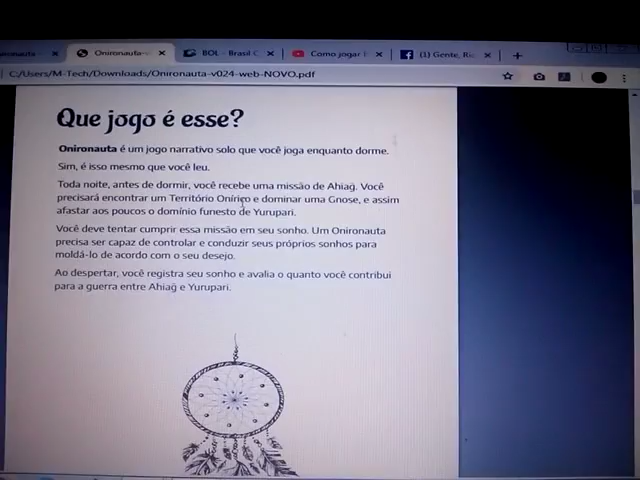 Onironauta-v
BOL - Brasil O
Como jogar
(1) Gente, Re
C:/Users/M-Tech/Downloads/Onironauta-v024-web-NOVO.pdf
Que jogo é esse?
Onironauta é um jogo narrativo solo que você joga enquanto dorme.
Sim, é isso mesmo que você leu.
Toda noite, antes de dormir, você recebe uma missão de Ahiag̃. Você
precisará encontrar um Território Onírico e dominar uma Gnose, e assim
afastar aos poucos o domínio funesto de Yurupari.
Você deve tentar cumprir essa missão em seu sonho. Um Onironauta
precisa ser capaz de controlar e conduzir seus próprios sonhos para
moldá-lo de acordo com o seu desejo.
Ao despertar, você registra seu sonho e avalia o quanto você contribui
para a guerra entre Ahiag̃ e Yurupari.